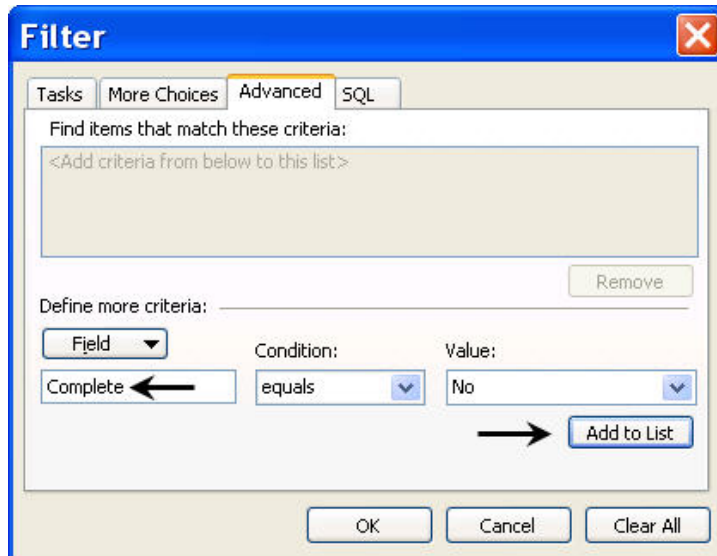 Filter
Tasks More Choices Advanced SQL
Find items that match these criteria:
<Add criteria from below to this list>
Remove
Define more criteria:
Field
Condition: Value:
Complete equals No
Add to List
OK Cancel Clear All